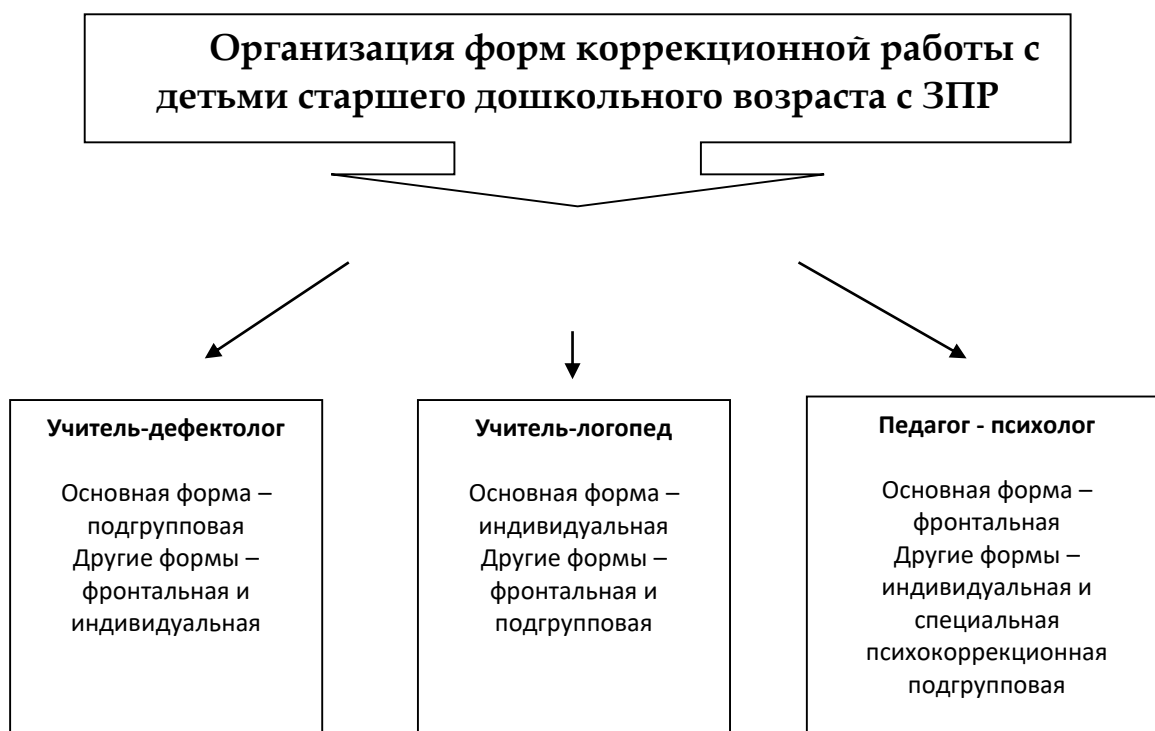 Организация форм коррекционной работы с
детьми старшего дошкольного возраста с ЗПР
Учитель-дефектолог
Основная форма –
подгрупповая
Другие формы –
фронтальная и
индивидуальная
Учитель-логопед
Основная форма –
индивидуальная
Другие формы –
фронтальная и
подгрупповая
Педагог - психолог
Основная форма –
фронтальная
Другие формы –
индивидуальная и
специальная
психокоррекционная
подгрупповая